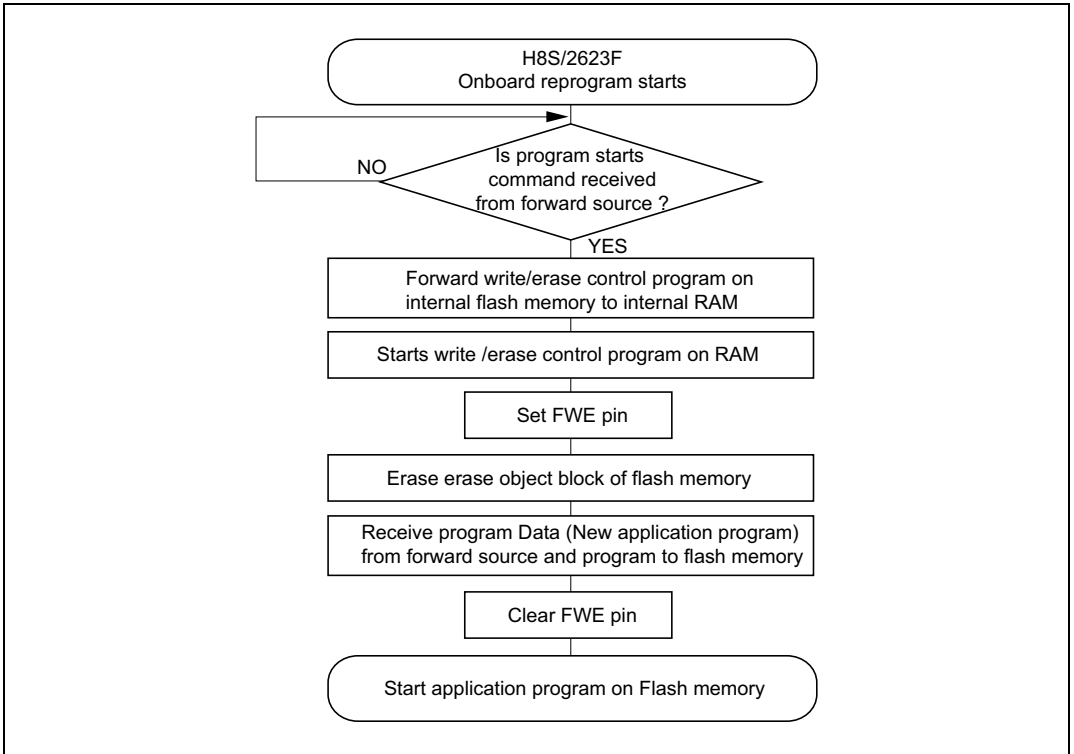 H8S/2623F
Onboard reprogram starts
Is program starts
command received
from forward source ?
NO
YES
Forward write/erase control program on
internal flash memory to internal RAM
Starts write /erase control program on RAM
Set FWE pin
Erase erase object block of flash memory
Receive program Data (New application program)
from forward source and program to flash memory
Clear FWE pin
Start application program on Flash memory